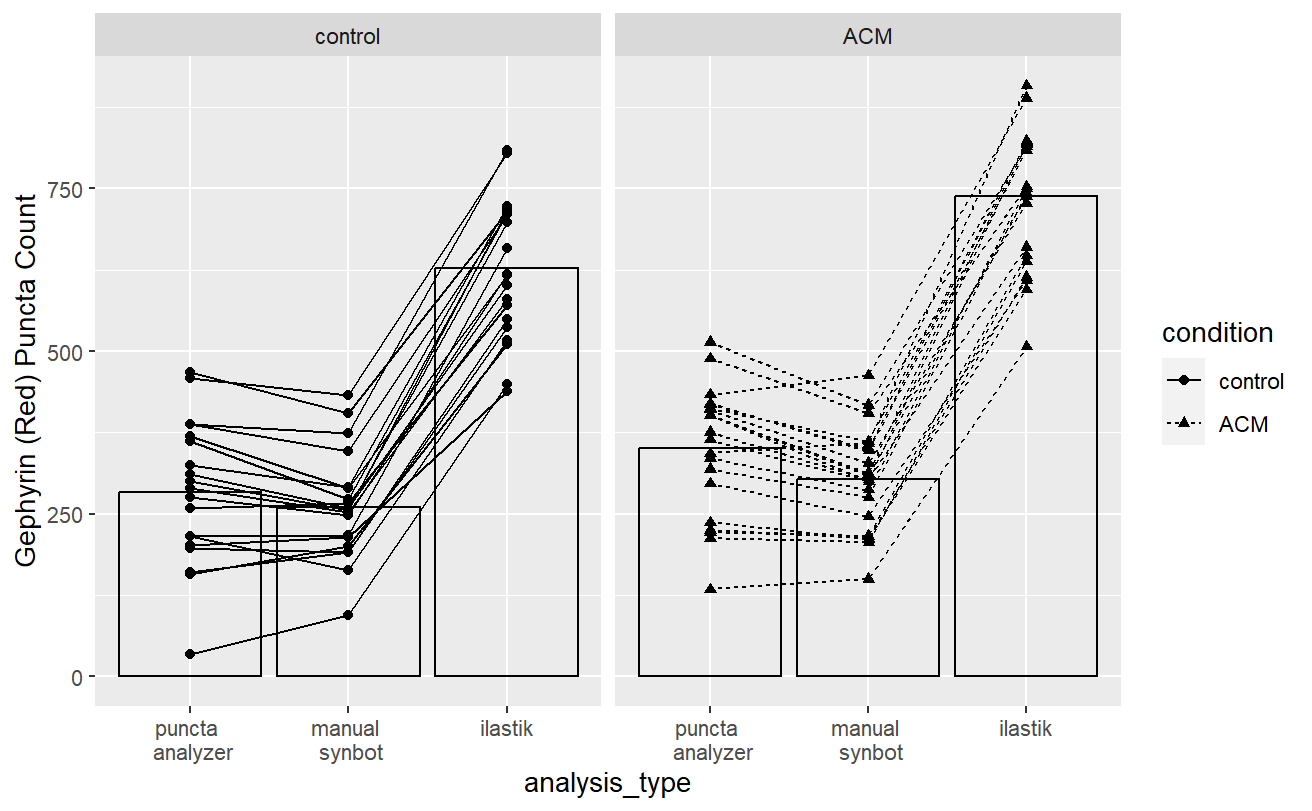 control
ACM
Gephyrin (Red) Puncta Count
750
500
250
0
puncta
analyzer
manual
synbot
ilastik
puncta
analyzer
manual
synbot
ilastik
analysis_type
condition
control
ACM